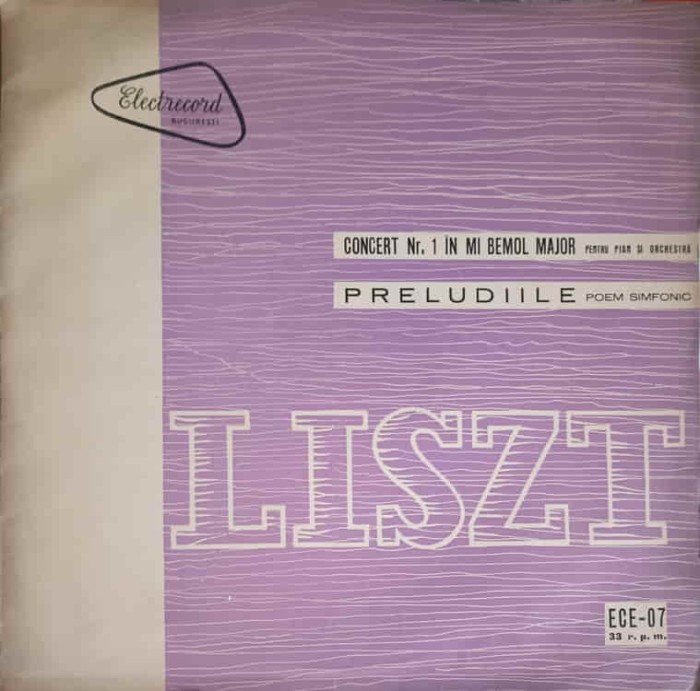 Electrecord
BUCUREȘTI
CONCERT Nr. 1 ÎN MI BEMOL MAJOR PENTRU PIAN ȘI ORCHESTRĂ
PRELUDIILE POEM SIMFONIC
LISZT
ECE-07
33 r. p. m.